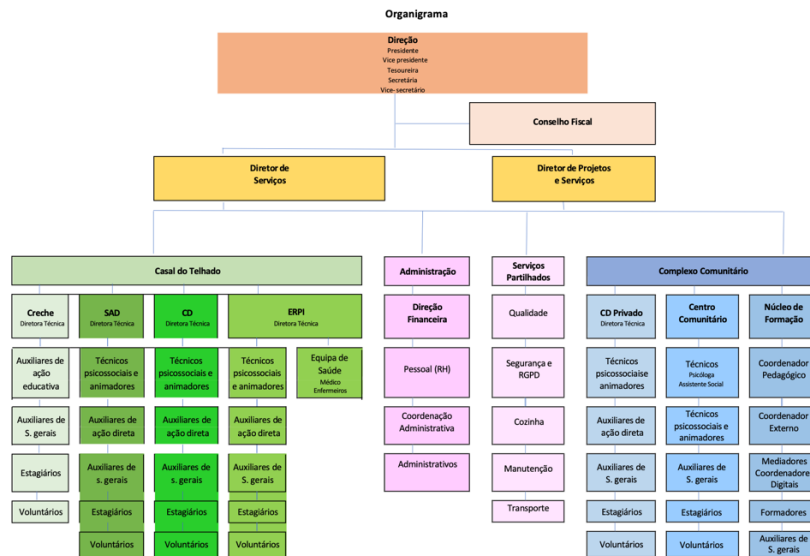 Organigrama
Direção
Presidente
Vice presidente
Tesoureira
Secretária
Vice- secretário
Conselho Fiscal
Diretor de
Serviços
Diretor de Projetos
e Serviços
Casal do Telhado
Administração
Serviços
Partilhados
Complexo Comunitário
Creche
Diretora Técnica
SAD
Diretora Técnica
CD
Diretora Técnica
ERPI
Diretora Técnica
Direção
Financeira
Qualidade
CD Privado
Diretora Técnica
Centro
Comunitário
Núcleo de
Formação
Auxiliares de
ação
educativa
Técnicos
psicossociais e
animadores
Técnicos
psicossociais e
animadores
Técnicos
psicossociais
e animadores
Equipa de
Saúde
Médico
Enfermeiros
Pessoal (RH)
Segurança e
RGPD
Técnicos
psicossociaise
animadores
Técnicos
Psicóloga
Assistente Social
Coordenador
Pedagógico
Auxiliares
de S. gerais
Auxiliares
de ação direta
Auxiliares
de ação direta
Auxiliares de
ação direta
Coordenação
Administrativa
Cozinha
Auxiliares de
ação direta
Técnicos
psicossociais e
animadores
Coordenador
Externo
Estagiários
Auxiliares de
s. gerais
Auxiliares de
s. gerais
Auxiliares de
S. gerais
Administrativos
Manutenção
Auxiliares de
S. gerais
Auxiliares de
S. gerais
Mediadores
Coordenadores
Digitais
Voluntários
Estagiários
Estagiários
Estagiários
Transporte
Estagiários
Estagiários
Formadores
Voluntários
Voluntários
Voluntários
Voluntários
Voluntários
Auxiliares de
S. gerais